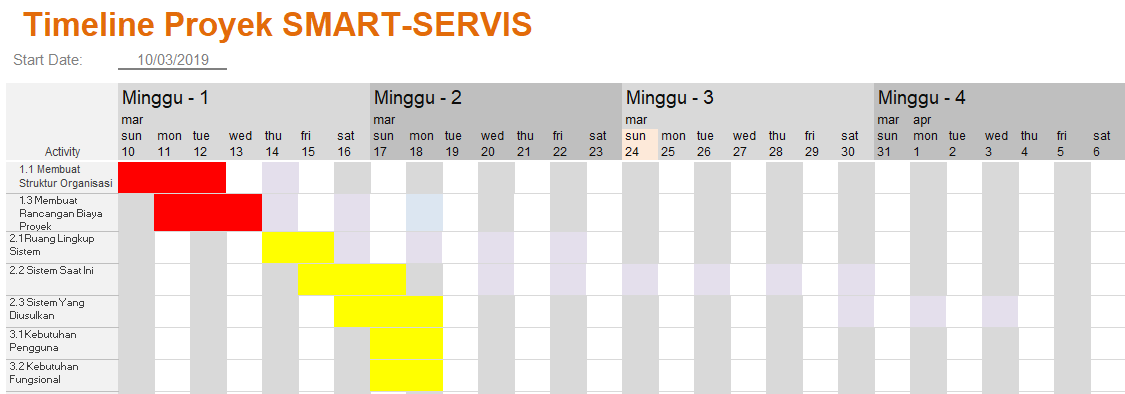 Timeline Proyek SMART-SERVIS
Start Date: 10/03/2019
Minggu - 1 Minggu - 2 Minggu - 3 Minggu - 4
mar mar mar mar apr
sun mon tue wed thu fri sat sun mon tue wed thu fri sat sun mon tue wed thu fri sat sun mon tue wed thu fri sat
Activity 10 11 12 13 14 15 16 17 18 19 20 21 22 23 24 25 26 27 28 29 30 31 1 2 3 4 5 6
1.1 Membuat
Struktur Organisasi
1.3 Membuat
Rancangan Biaya
Proyek
2.1 Ruang Lingkup
Sistem
2.2 Sistem Saat Ini
2.3 Sistem Yang
Diusulkan
3.1 Kebutuhan
Pengguna
3.2 Kebutuhan
Fungsional